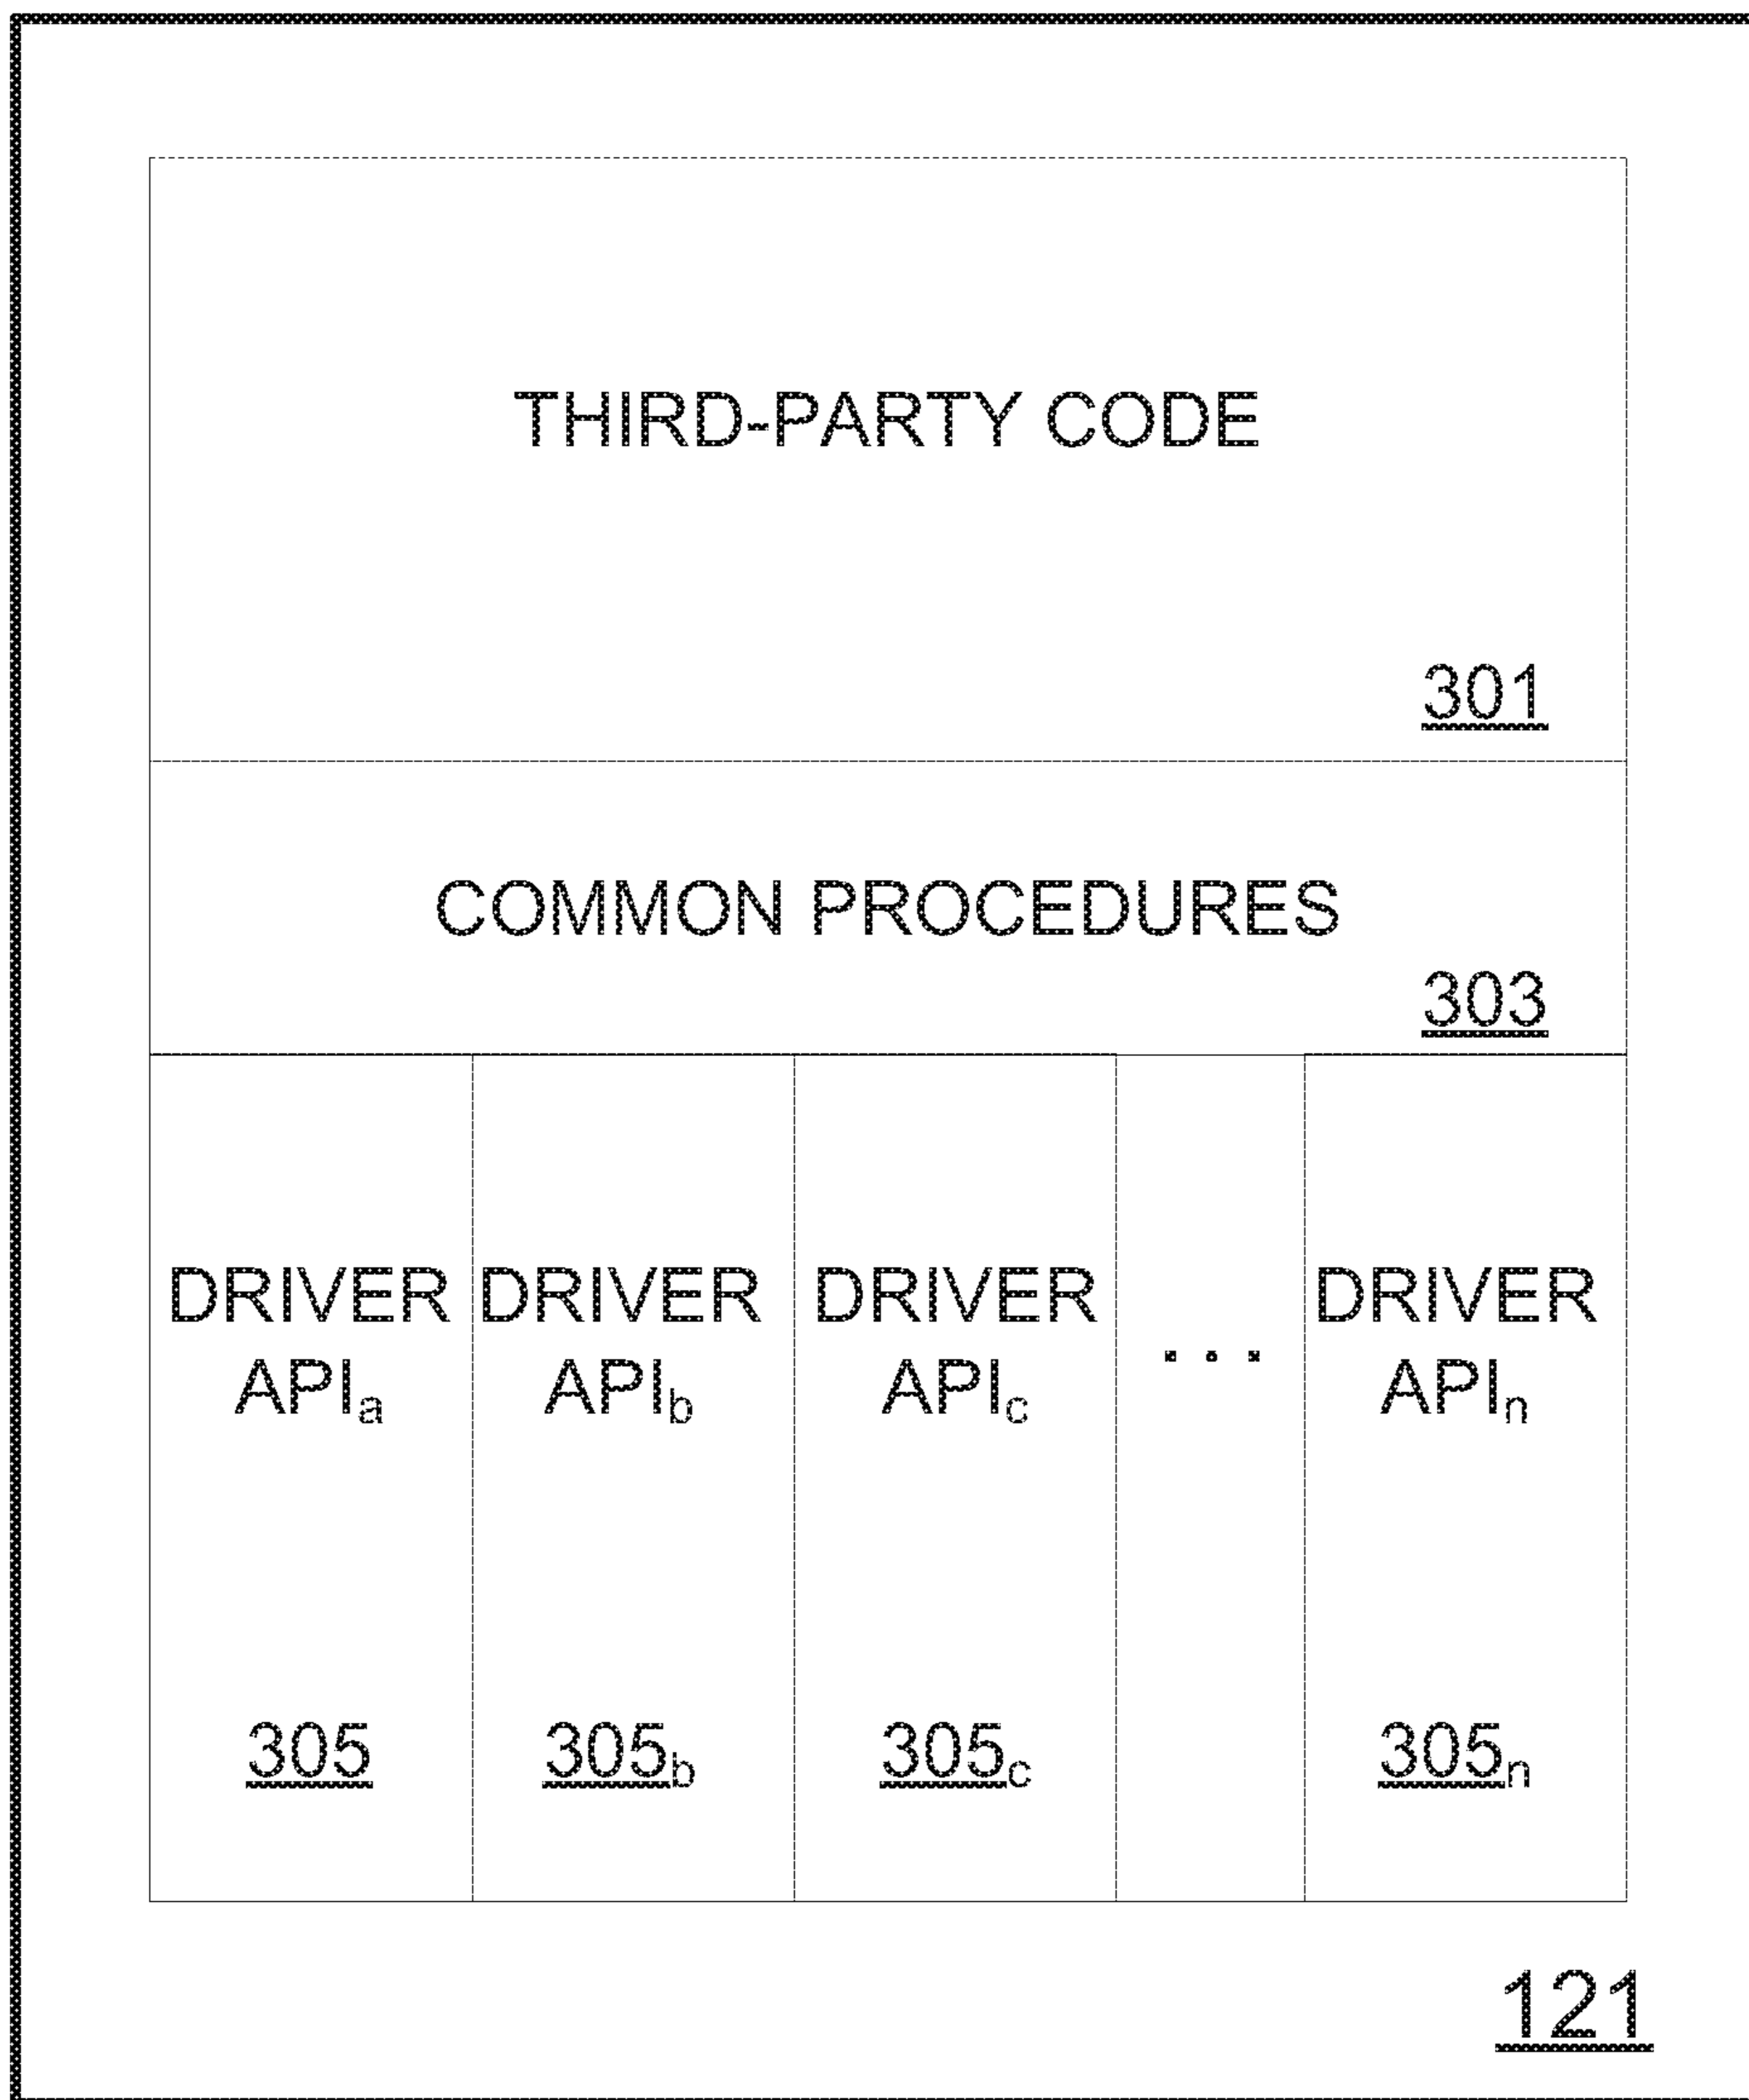 THIRD-PARTY CODE
301
COMMON PROCEDURES
303
DRIVER DRIVER DRIVER DRIVER
APIa APIb APIc . . . APIn
305 305b 305c 305n
121